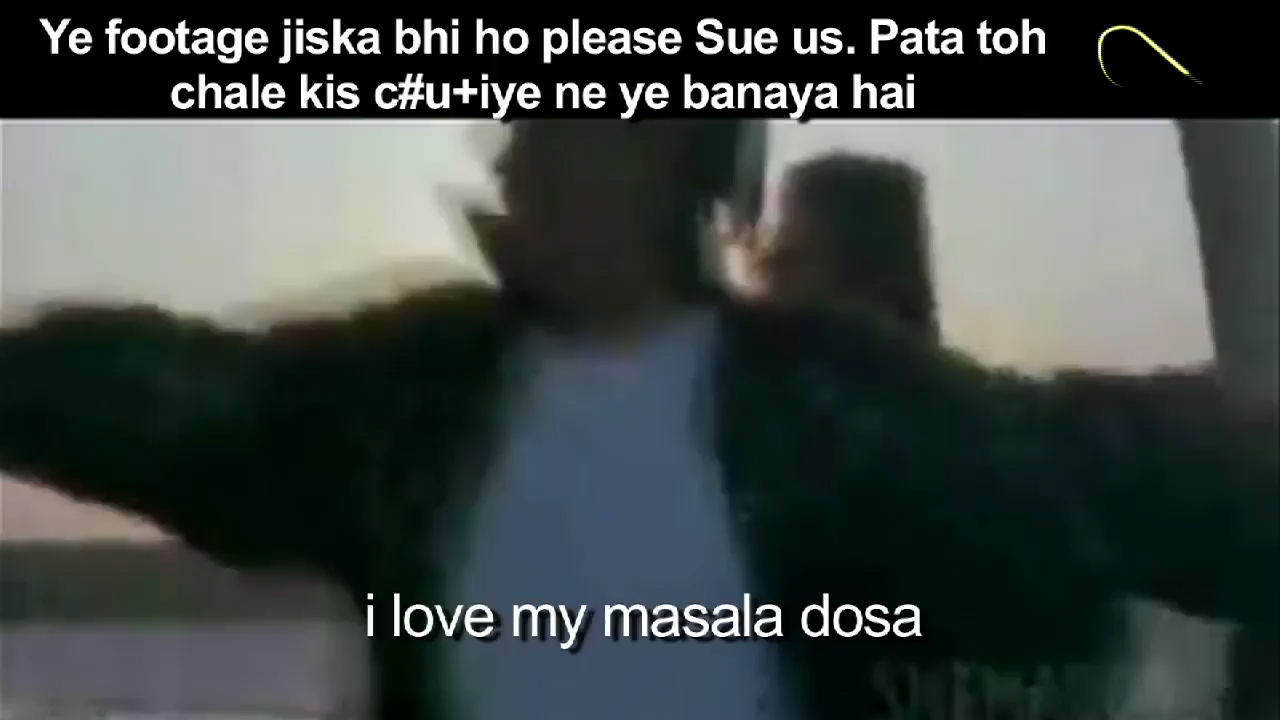 Ye footage jiska bhi ho please Sue us. Pata toh
chale kis c#u+iye ne ye banaya hai
i love my masala dosa